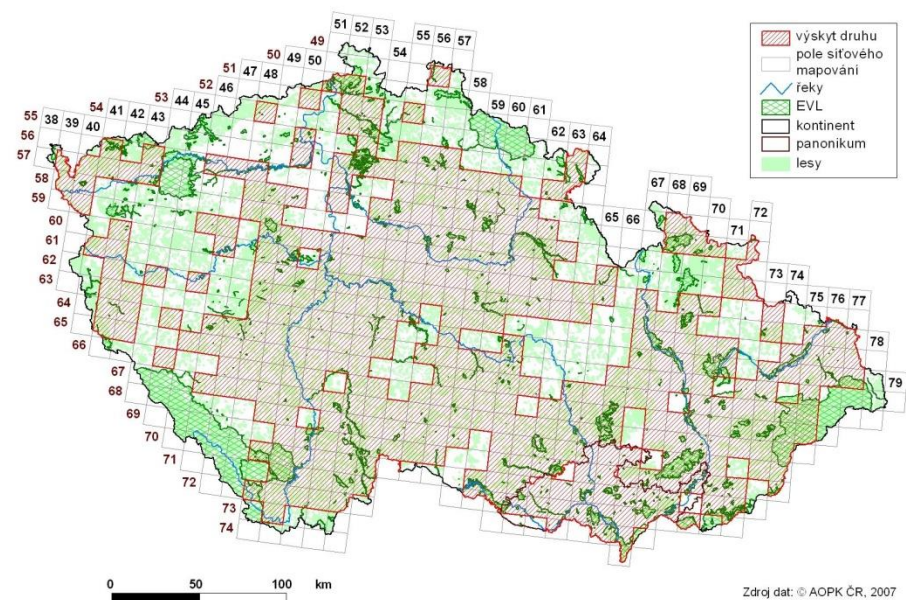 51 52 53
49 54 55 56 57
50 49 50 58
51 47 48 59 60 61
52 46
53 44 45 62 63 64
54 41 42 43
55 38 39 40
56
57
58
59
60
61
62
63
64
65
66
67
68
69
70
71
72
73
74
65 66
67 68 69
70
71 72
73 74
75 76 77
78
79
výskyt druhu
pole síťového
mapování
řeky
EVL
kontinent
panonikum
lesy
0 50 100 km
Zdroj dat: © AOPK ČR, 2007